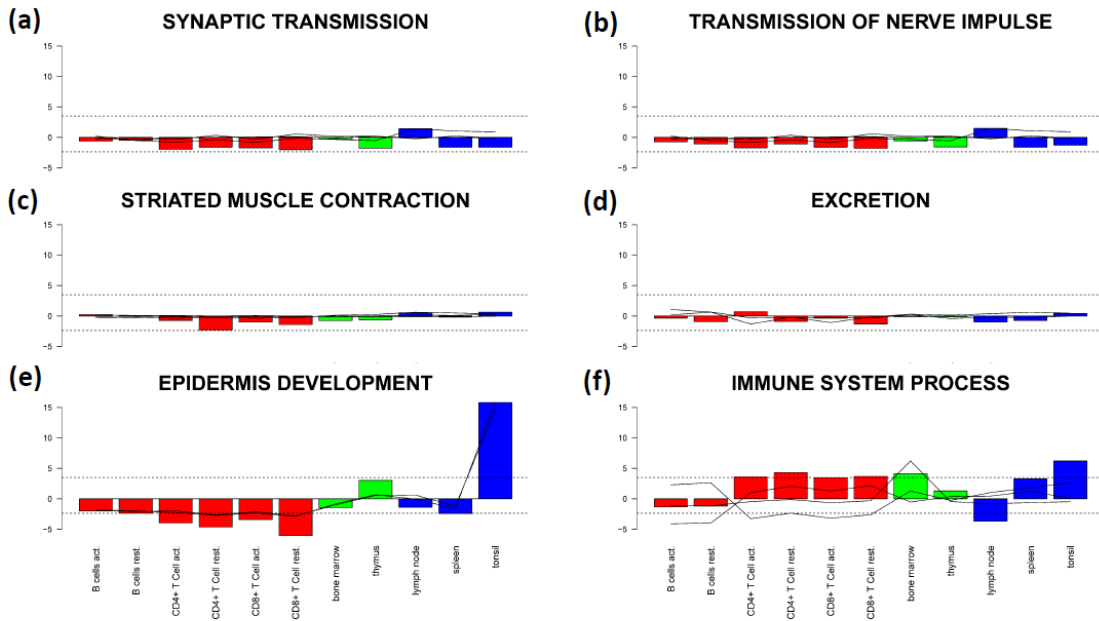 (a) SYNAPTIC TRANSMISSION
15
10
5
0
−5
(b) TRANSMISSION OF NERVE IMPULSE
15
10
5
0
−5
(c) STRIATED MUSCLE CONTRACTION
15
10
5
0
−5
(d) EXCRETION
15
10
5
0
−5
(e) EPIDERMIS DEVELOPMENT
15
10
5
0
−5
B cells act.
B cells rest.
CD4+ T Cell act.
CD4+ T Cell rest.
CD8+ T Cell act.
CD8+ T Cell rest.
bone marrow
thymus
lymph node
spleen
tonsil
(f) IMMUNE SYSTEM PROCESS
15
10
5
0
−5
B cells act.
B cells rest.
CD4+ T Cell act.
CD4+ T Cell rest.
CD8+ T Cell act.
CD8+ T Cell rest.
bone marrow
thymus
lymph node
spleen
tonsil